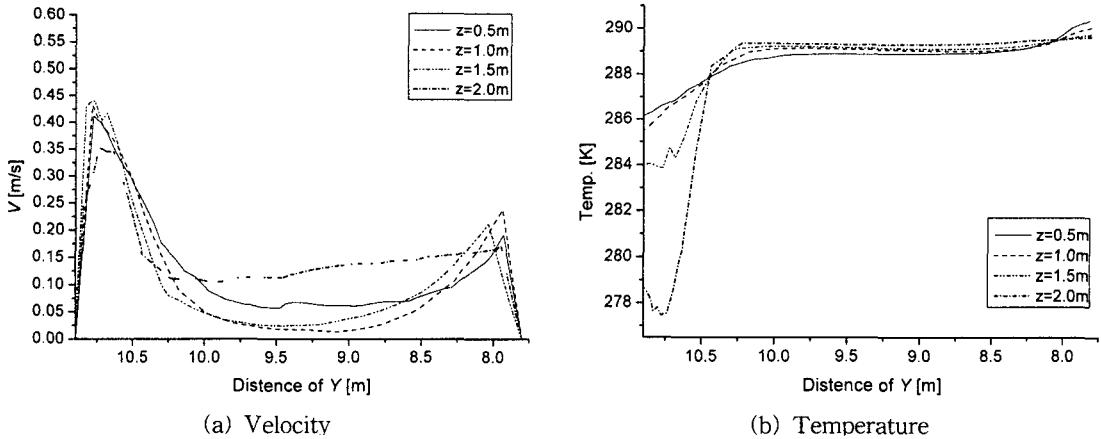 0.60
0.55
0.50
0.45
0.40
0.35
0.30
0.25
0.20
0.15
0.10
0.05
0.00
V [m/s]
10.5 10.0 9.5 9.0 8.5 8.0
Distence of Y [m]
z=0.5m
z=1.0m
z=1.5m
z=2.0m
(a) Velocity
290
288
286
284
282
280
278
Temp. [K]
10.5 10.0 9.5 9.0 8.5 8.0
Distence of Y [m]
z=0.5m
z=1.0m
z=1.5m
z=2.0m
(b) Temperature